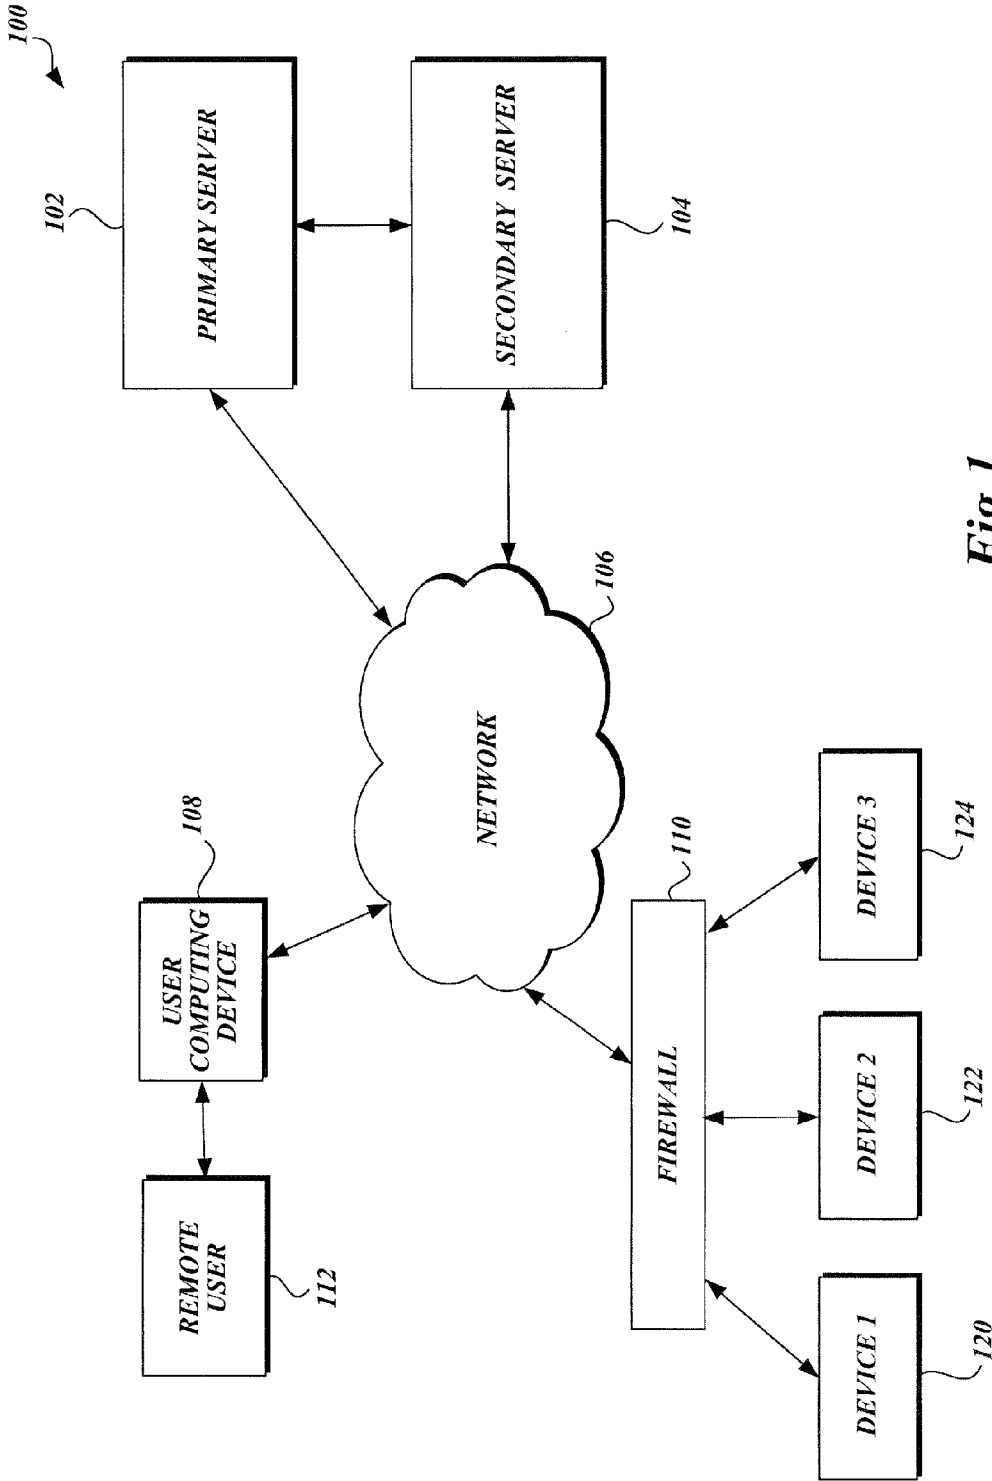 100
REMOTE
USER
112
USER
COMPUTING
DEVICE
108
PRIMARY SERVER
102
NETWORK
106
SECONDARY SERVER
104
FIREWALL
110
DEVICE 1
120
DEVICE 2
122
DEVICE 3
124
Fig.1